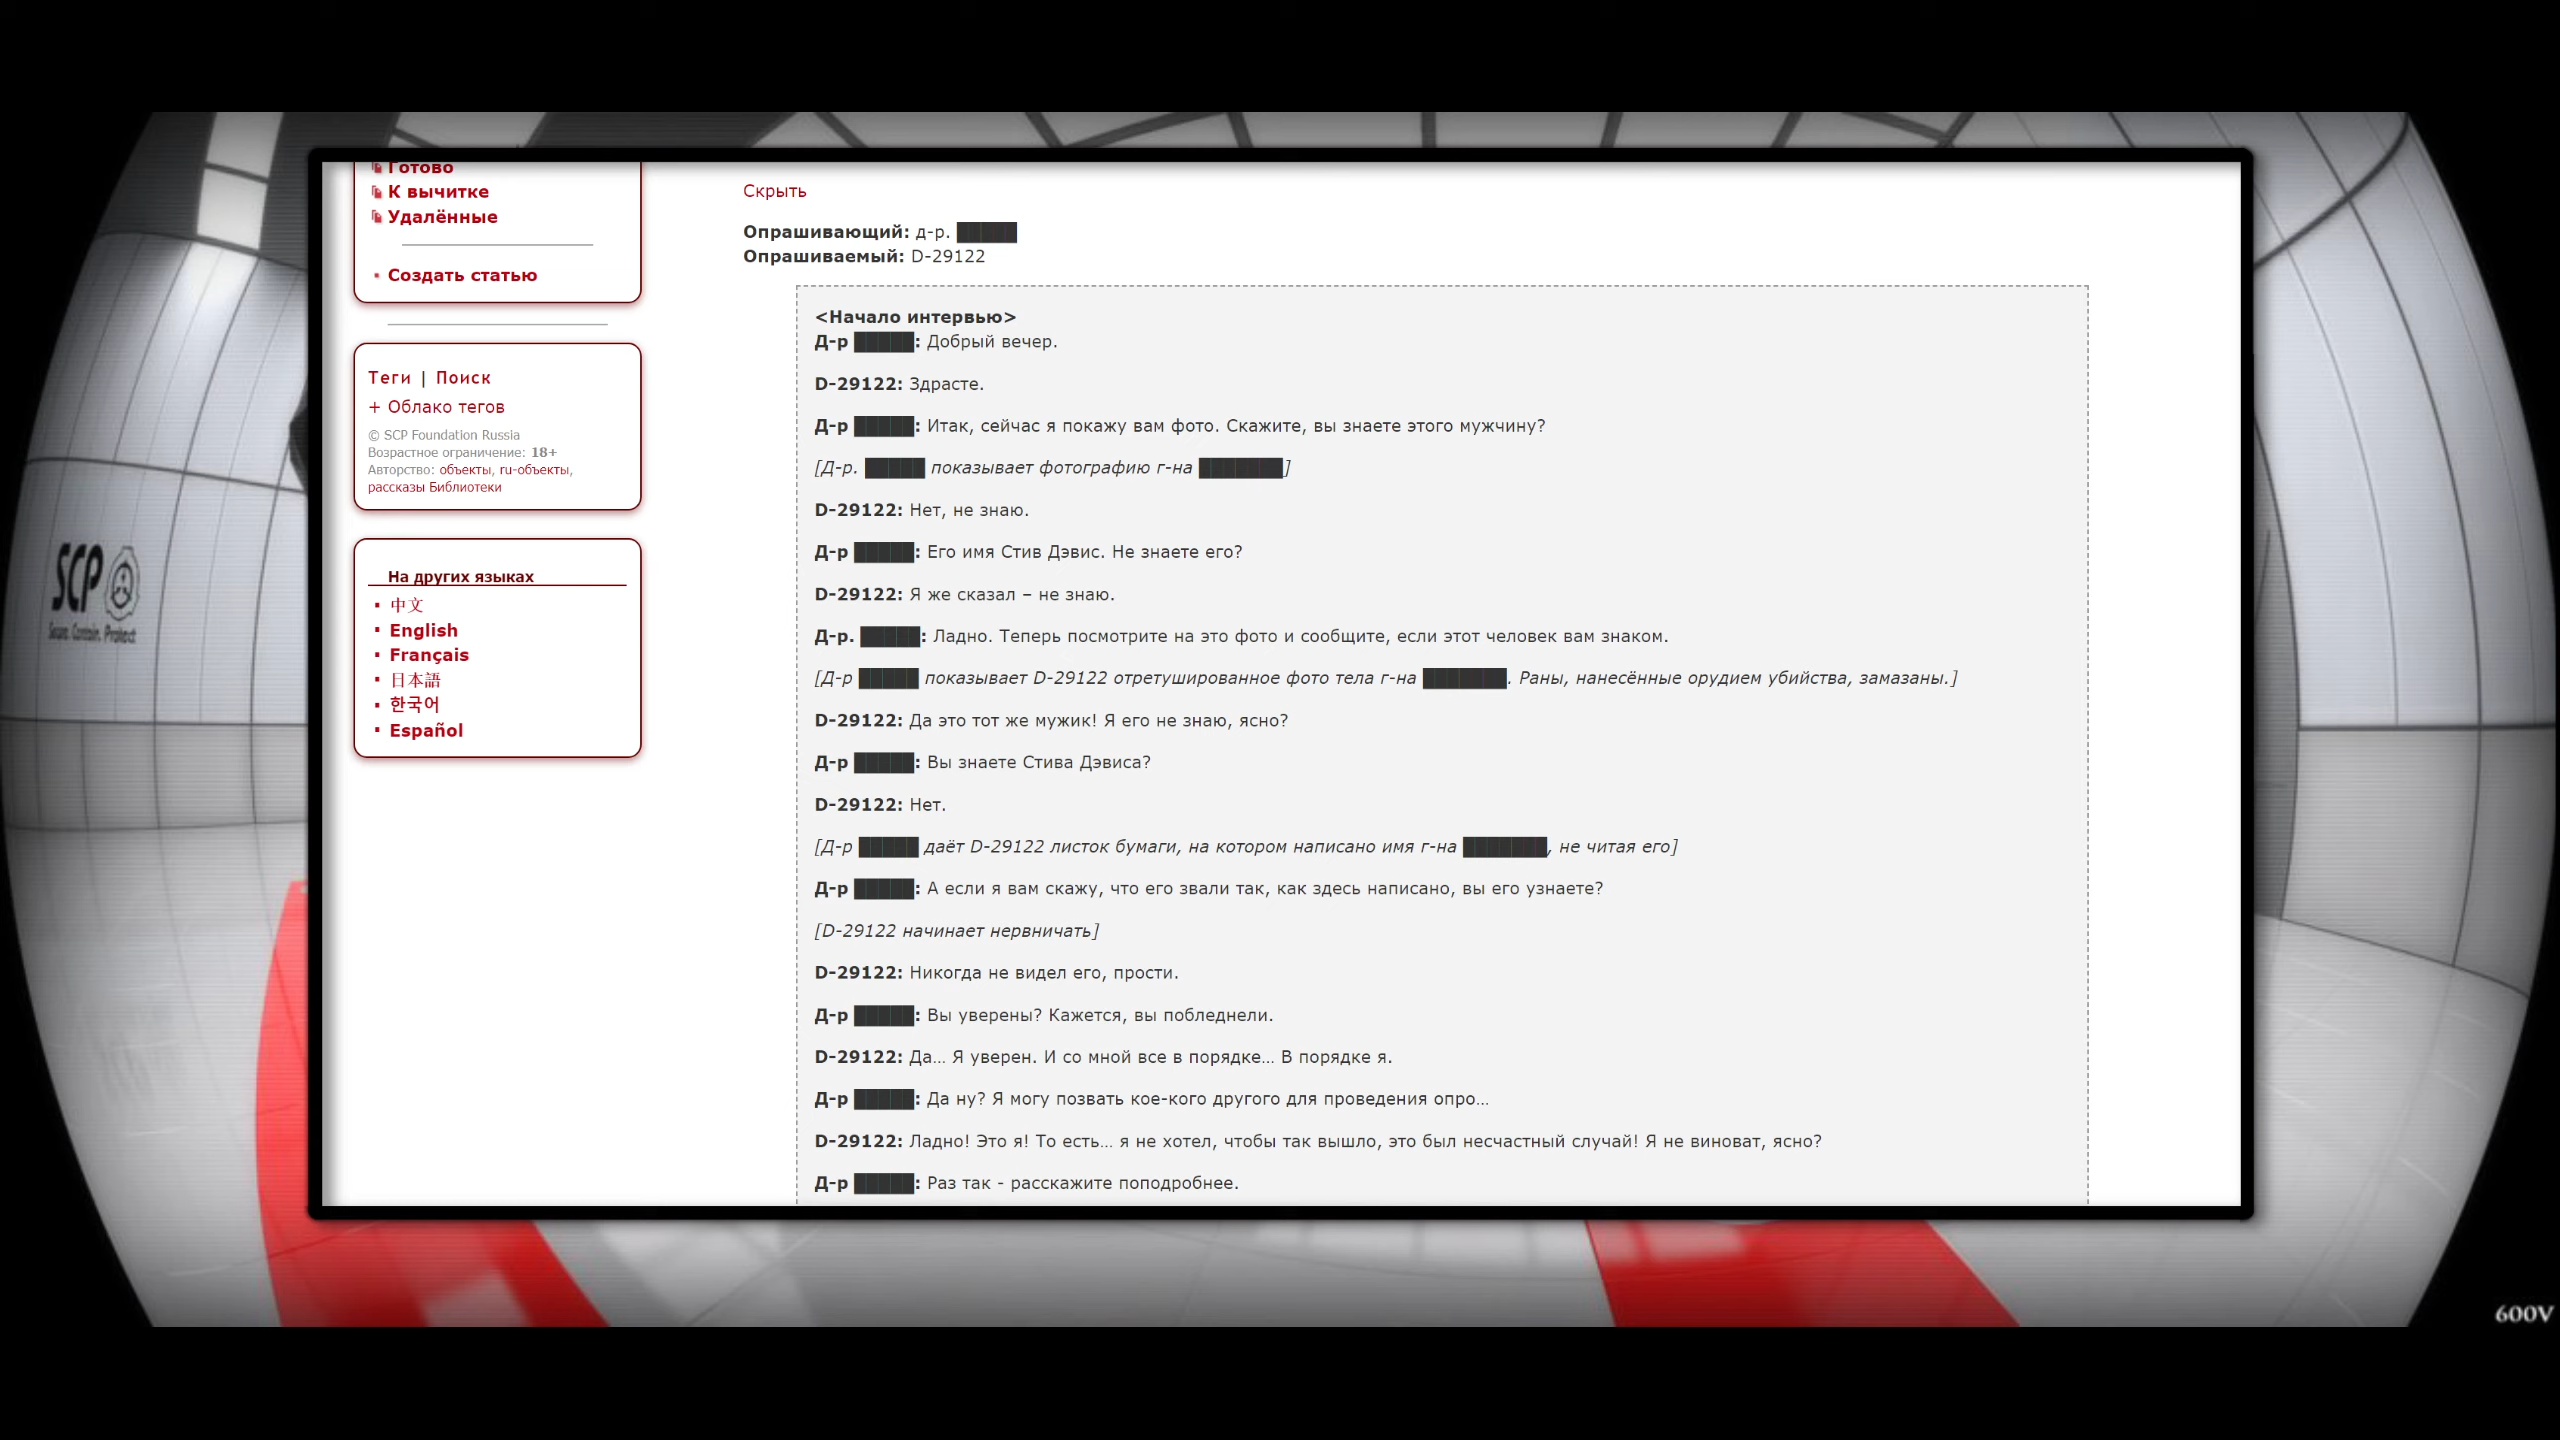 Готово
К вычитке
Удалённые
Создать статью
Теги | Поиск
+ Облако тегов
© SCP Foundation Russia
Возрастное ограничение: 18+
Авторство: объекты, ru-объекты,
рассказы Библиотеки
На других языках
中文
English
Français
日本語
한국어
Español
SCP
Secure. Contain. Protect
Скрыть
Опрашивающий: д-р. █████
Опрашиваемый: D-29122
<Начало интервью>
Д-р █████: Добрый вечер.
D-29122: Здрасте.
Д-р █████: Итак, сейчас я покажу вам фото. Скажите, вы знаете этого мужчину?
[Д-р. █████ показывает фотографию г-на ███████]
D-29122: Нет, не знаю.
Д-р █████: Его имя Стив Дэвис. Не знаете его?
D-29122: Я же сказал – не знаю.
Д-р. █████: Ладно. Теперь посмотрите на это фото и сообщите, если этот человек вам знаком.
[Д-р █████ показывает D-29122 отретушированное фото тела г-на ███████. Раны, нанесённые орудием убийства, замазаны.]
D-29122: Да это тот же мужик! Я его не знаю, ясно?
Д-р █████: Вы знаете Стива Дэвиса?
D-29122: Нет.
[Д-р █████ даёт D-29122 листок бумаги, на котором написано имя г-на ███████, не читая его]
Д-р █████: А если я вам скажу, что его звали так, как здесь написано, вы его узнаете?
[D-29122 начинает нервничать]
D-29122: Никогда не видел его, прости.
Д-р █████: Вы уверены? Кажется, вы побледнели.
D-29122: Да… Я уверен. И со мной все в порядке… В порядке я.
Д-р █████: Да ну? Я могу позвать кое-кого другого для проведения опро…
D-29122: Ладно! Это я! То есть… я не хотел, чтобы так вышло, это был несчастный случай! Я не виноват, ясно?
Д-р █████: Раз так - расскажите поподробнее.
600V